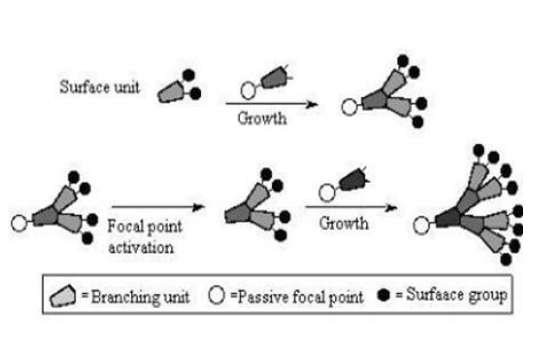 Surface unit
Growth
Focal point
activation
Growth
= Branching unit
=Passive focal point
= Surfaace group